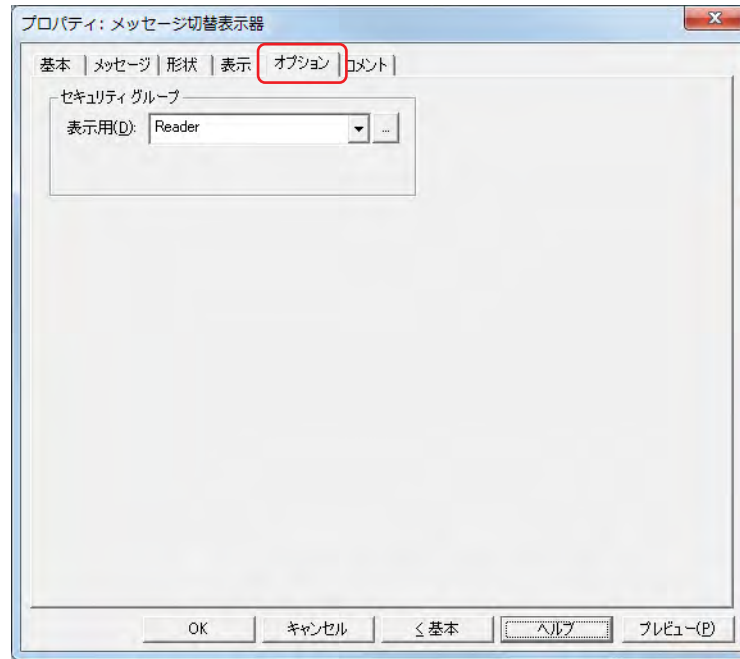 プロパティ: メッセージ切替表示器
X
基本 | メッセージ | 形状 | 表示 オプション コメント |
セキュリティ グループ
表示用(D): Reader ...
OK キャンセル <基本 ヘルプ プレビュー(P)